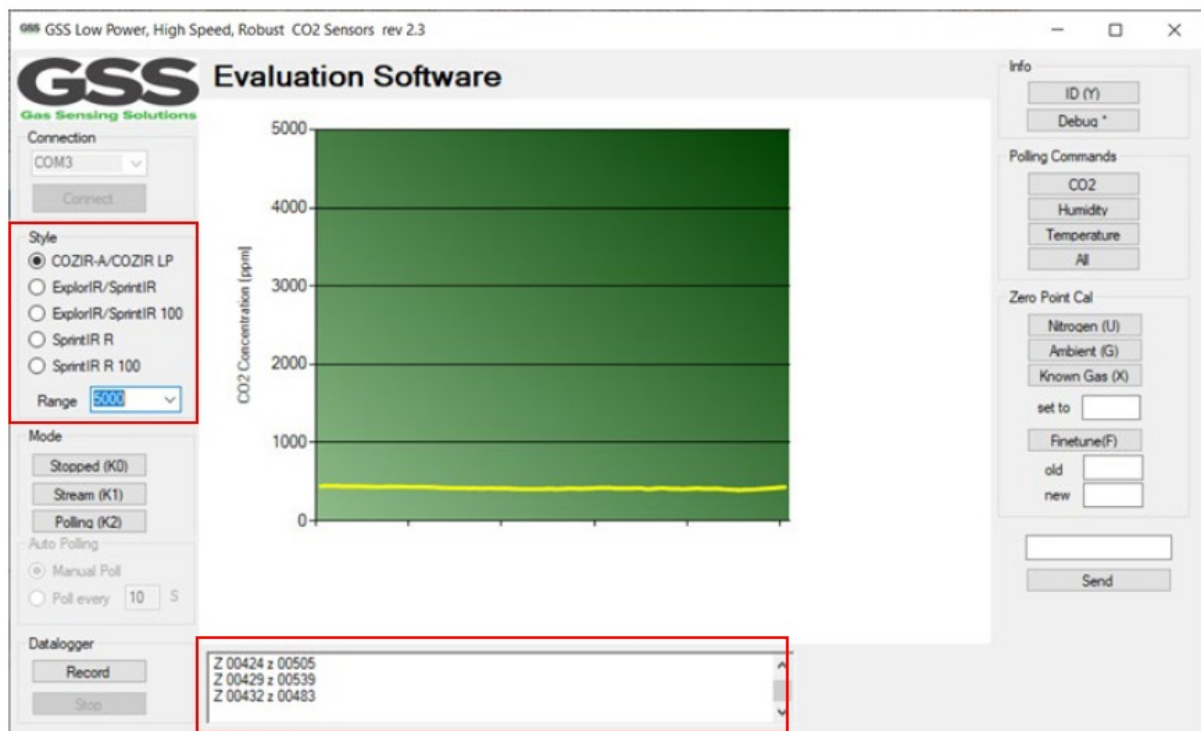 GSS GSS Low Power, High Speed, Robust CO2 Sensors rev 2.3
GSS
Gas Sensing Solutions
Evaluation Software
Connection
COM3
Connect
Style
COZIR-A/COZIR LP
ExplorIR/SprintIR
ExplorIR/SprintIR 100
SprintIR R
SprintIR R 100
Range 5000
Mode
Stopped (K0)
Stream (K1)
Polling (K2)
Auto Polling
Manual Poll
Poll every 10 S
Datalogger
Record
Stop
CO2 Concentration [ppm]
5000
4000
3000
2000
1000
0
Z 00424 z 00505
Z 00429 z 00539
Z 00432 z 00483
Info
ID (Y)
Debug *
Polling Commands
CO2
Humidity
Temperature
All
Zero Point Cal
Nitrogen (U)
Ambient (G)
Known Gas (X)
set to
Finetune(F)
old
new
Send